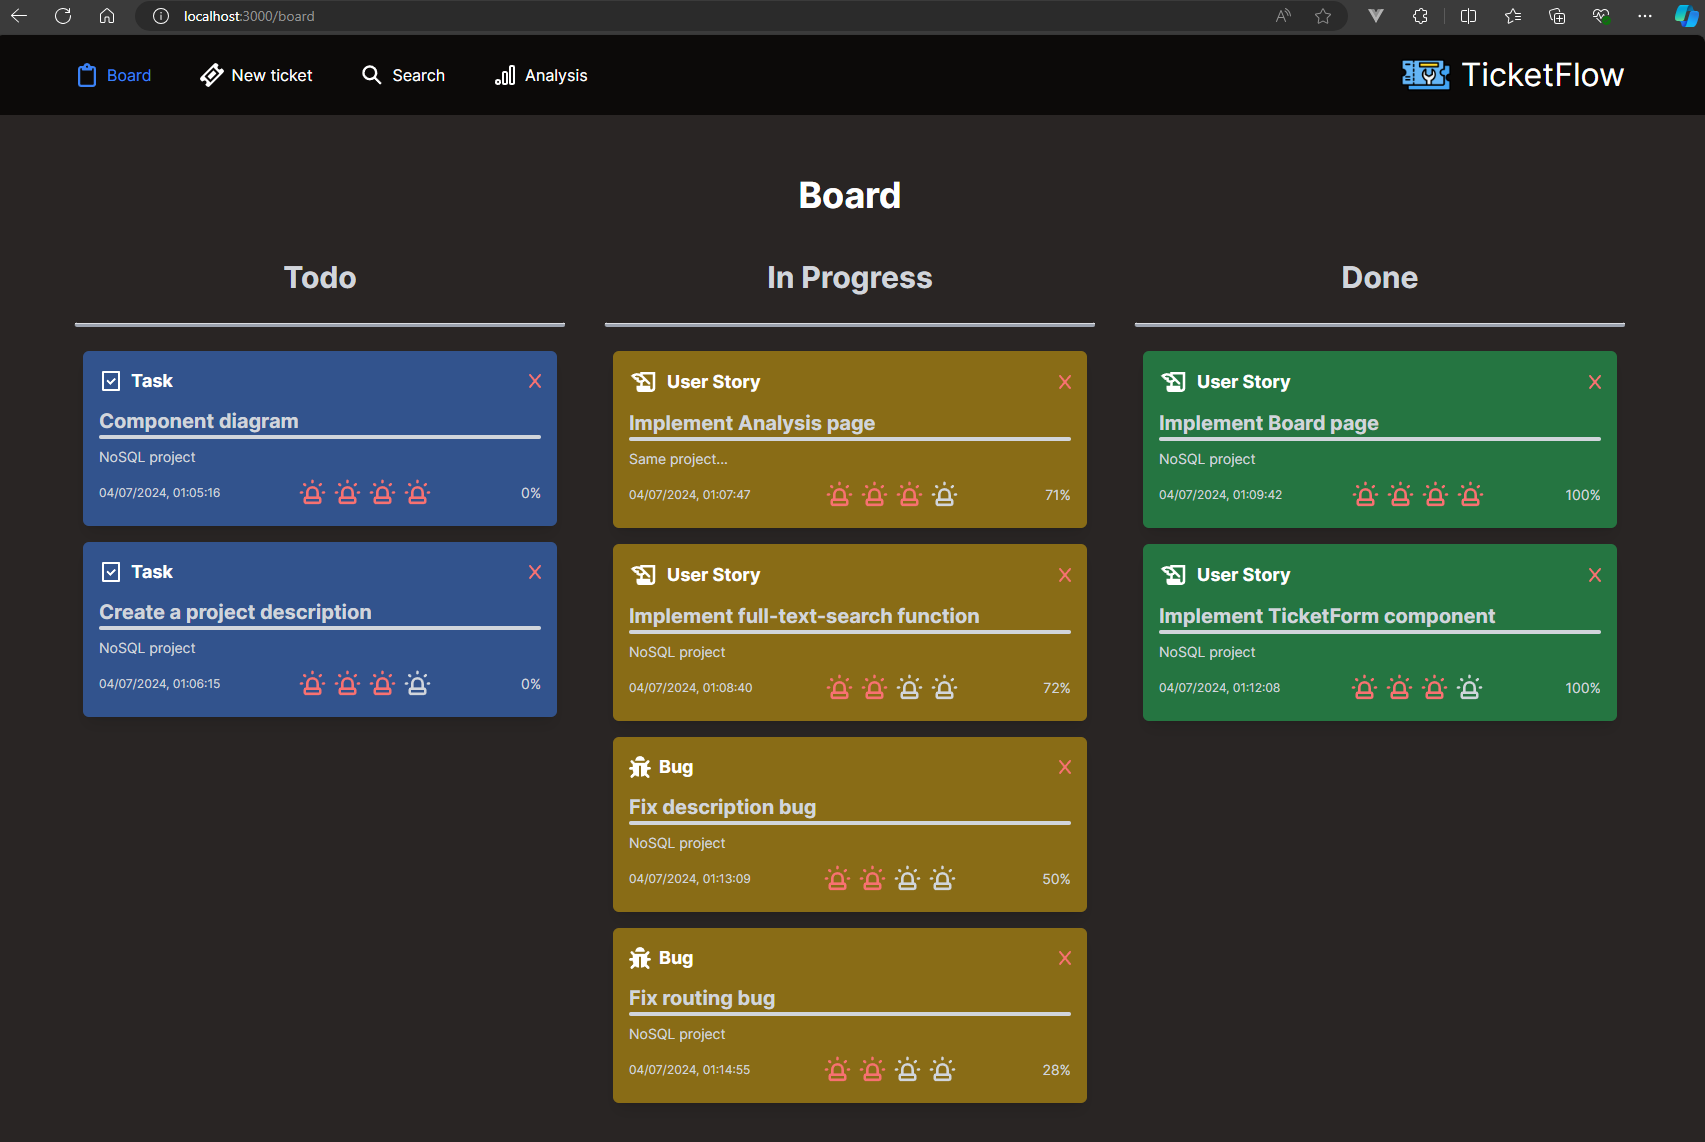 localhost:3000/board
Board
New ticket
Search
Analysis
TicketFlow
Board
Todo
Task
Component diagram
NoSQL project
04/07/2024, 01:05:16
0%
Task
Create a project description
NoSQL project
04/07/2024, 01:06:15
0%
In Progress
User Story
Implement Analysis page
Same project...
04/07/2024, 01:07:47
71%
User Story
Implement full-text-search function
NoSQL project
04/07/2024, 01:08:40
72%
Bug
Fix description bug
NoSQL project
04/07/2024, 01:13:09
50%
Bug
Fix routing bug
NoSQL project
04/07/2024, 01:14:55
28%
Done
User Story
Implement Board page
NoSQL project
04/07/2024, 01:09:42
100%
User Story
Implement TicketForm component
NoSQL project
04/07/2024, 01:12:08
100%